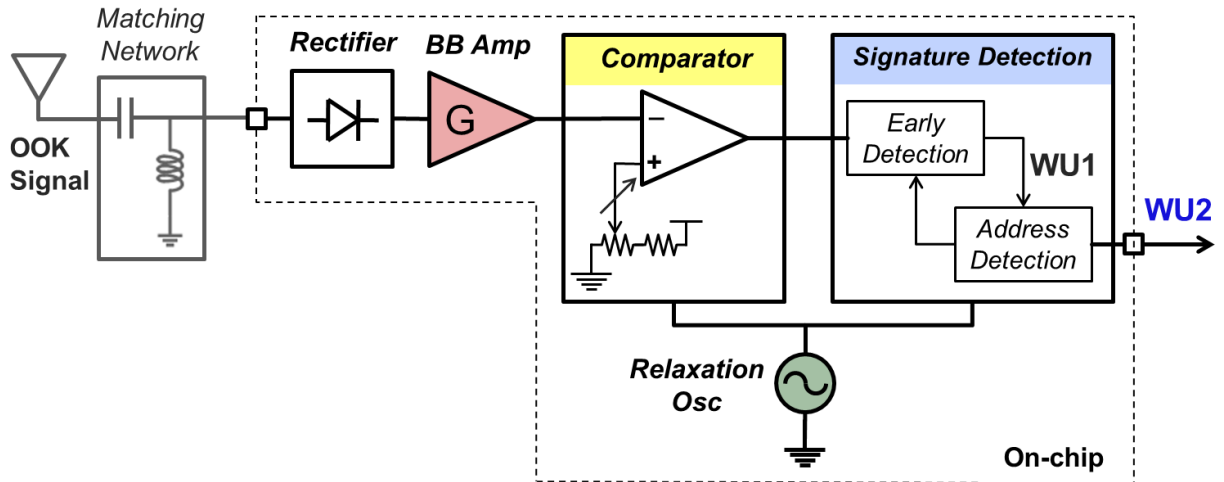 Matching
Network
OOK
Signal
Rectifier
BB Amp
G
Comparator
−
+
Signature Detection
Early
Detection
WU1
Address
Detection
WU2
Relaxation
Osc
On-chip